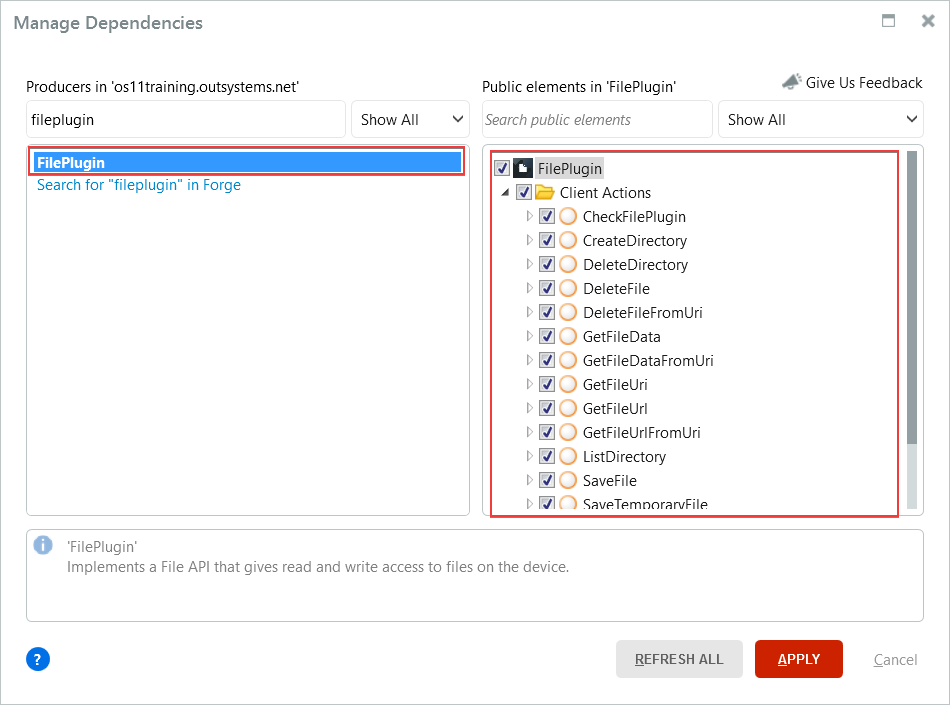 Manage Dependencies
Producers in 'os11training.outsystems.net'
fileplugin
Show All
FilePlugin
Search for "fileplugin" in Forge
Give Us Feedback
Public elements in 'FilePlugin'
Search public elements
Show All
FilePlugin
Client Actions
CheckFilePlugin
CreateDirectory
DeleteDirectory
DeleteFile
DeleteFileFromUri
GetFileData
GetFileDataFromUri
GetFileUri
GetFileUrl
GetFileUrlFromUri
ListDirectory
SaveFile
SaveTemporaryFile
'FilePlugin'
Implements a File API that gives read and write access to files on the device.
?
REFRESH ALL
APPLY
Cancel